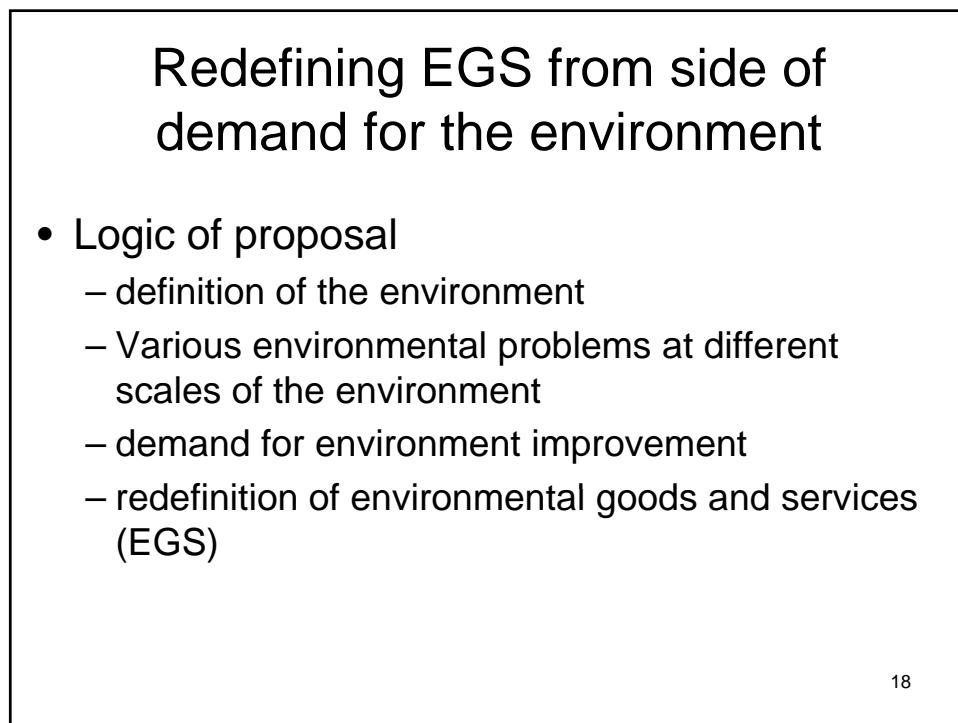 Redefining EGS from side of
demand for the environment
• Logic of proposal
– definition of the environment
– Various environmental problems at different
scales of the environment
– demand for environment improvement
– redefinition of environmental goods and services
(EGS)
18